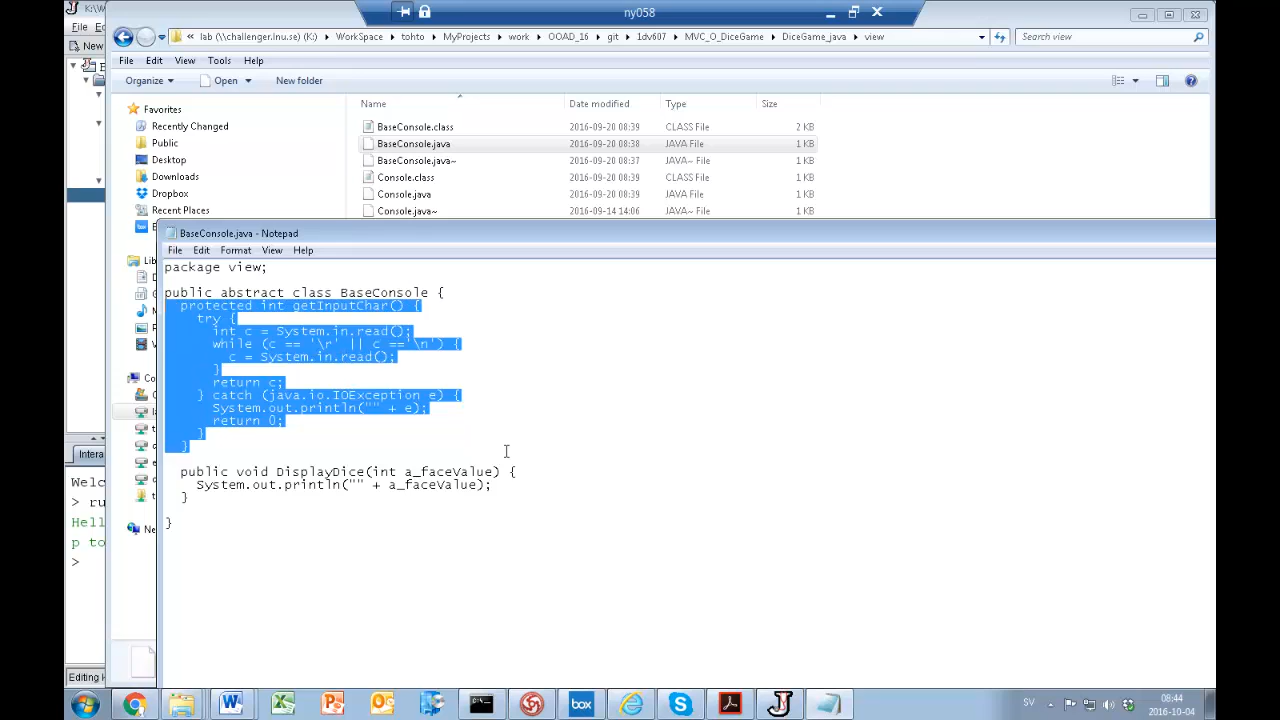 K:\W
ny058
File Ed
lab (\\challenger.lnu.se) (K:) WorkSpace tohto MyProjects work OOAD_16 git 1dv607 MVC_O_DiceGame DiceGame_java view
Search view
New
File Edit View Tools Help
Organize Open New folder
Favorites
Recently Changed
Public
Desktop
Downloads
Dropbox
Recent Places
Name Date modified Type Size
BaseConsole.class 2016-09-20 08:39 CLASS File 2 KB
BaseConsole.java 2016-09-20 08:38 JAVA File 1 KB
BaseConsole.java~ 2016-09-20 08:37 JAVA~ File 1 KB
Console.class 2016-09-20 08:39 CLASS File 1 KB
Console.java 2016-09-20 08:39 JAVA File 1 KB
Console.java~ 2016-09-14 14:06 JAVA~ File 1 KB
BaseConsole.java - Notepad
File Edit Format View Help
package view;
public abstract class BaseConsole {
protected int getInputChar() {
try {
int c = System.in.read();
while (c == '\r' || c =='\n') {
c = System.in.read();
}
return c;
} catch (java.io.IOException e) {
System.out.println("" + e);
return 0;
}
}
public void DisplayDice(int a_faceValue) {
System.out.println("" + a_faceValue);
}
}
Lib
Co
Ne
Intera
Welc
> ru
Hell
p to
>
Editing
SV
08:44
2016-10-04